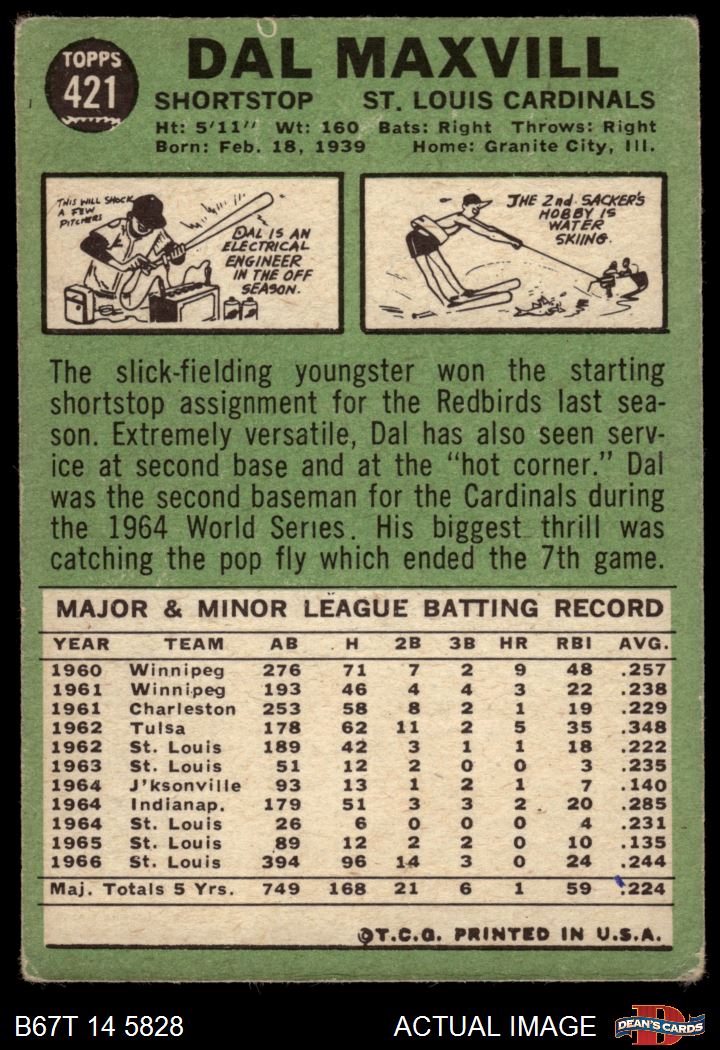 TOPPS
421
DAL MAXVILL
SHORTSTOP ST. LOUIS CARDINALS
Ht: 5'11" Wt: 160 Bats: Right Throws: Right
Born: Feb. 18, 1939 Home: Granite City, Ill.
THIS WILL SHOCK
A FEW
PITCHERS
DAL IS AN
ELECTRICAL
ENGINEER
IN THE OFF
SEASON.
THE 2nd SACKER'S
HOBBY IS
WATER
SKIING.
The slick-fielding youngster won the starting
shortstop assignment for the Redbirds last sea-
son. Extremely versatile, Dal has also seen serv-
ice at second base and at the "hot corner." Dal
was the second baseman for the Cardinals during
the 1964 World Series. His biggest thrill was
catching the pop fly which ended the 7th game.
MAJOR & MINOR LEAGUE BATTING RECORD
YEAR TEAM AB H 2B 3B HR RBI AVG.
1960 Winnipeg 276 71 7 2 9 48 .257
1961 Winnipeg 193 46 4 4 3 22 .238
1961 Charleston 253 58 8 2 1 19 .229
1962 Tulsa 178 62 11 2 5 35 .348
1962 St. Louis 189 42 3 1 1 18 .222
1963 St. Louis 51 12 2 0 0 3 .235
1964 J'ksonville 93 13 1 2 1 7 .140
1964 Indianap. 179 51 3 3 2 20 .285
1964 St. Louis 26 6 0 0 0 4 .231
1965 St. Louis 89 12 2 2 0 10 .135
1966 St. Louis 394 96 14 3 0 24 .244
Maj. Totals 5 Yrs. 749 168 21 6 1 59 .224
©T.C.G. PRINTED IN U.S.A.
B67T 14 5828 ACTUAL IMAGE
DEAN'S CARDS